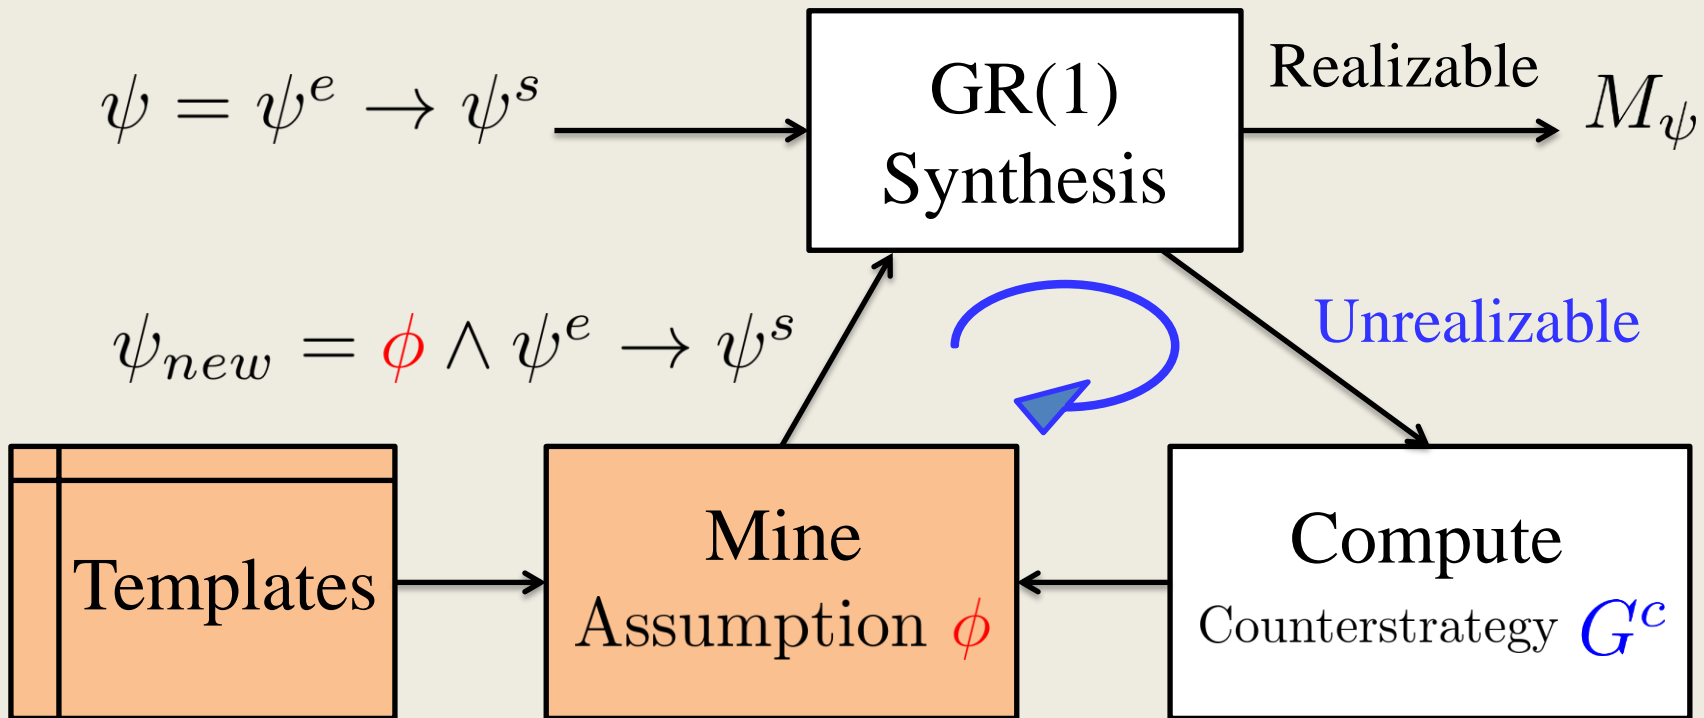 ψ = ψ^e → ψ^s
GR(1)
Synthesis
Realizable
M_ψ
ψ_new = ϕ ∧ ψ^e → ψ^s
Unrealizable
Templates
Mine
Assumption ϕ
Compute
Counterstrategy G^c